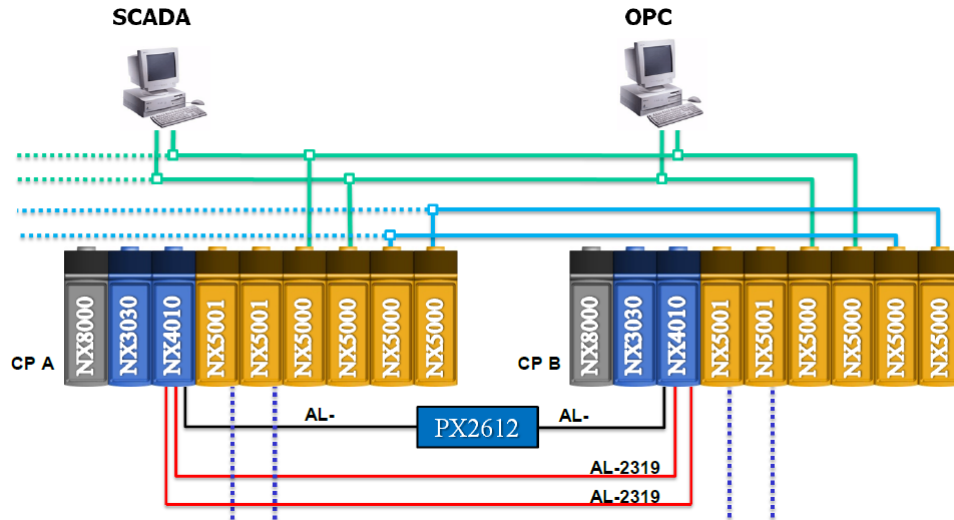 SCADA
OPC
CP A
NX8000
NX3030
NX4010
NX5001
NX5001
NX5000
NX5000
NX5000
NX5000
CP B
NX8000
NX3030
NX4010
NX5001
NX5001
NX5000
NX5000
NX5000
NX5000
AL-
PX2612
AL-
AL-2319
AL-2319